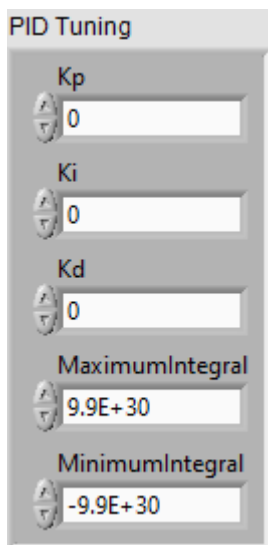 PID Tuning
Kp
0
Ki
0
Kd
0
MaximumIntegral
9.9E+30
MinimumIntegral
-9.9E+30